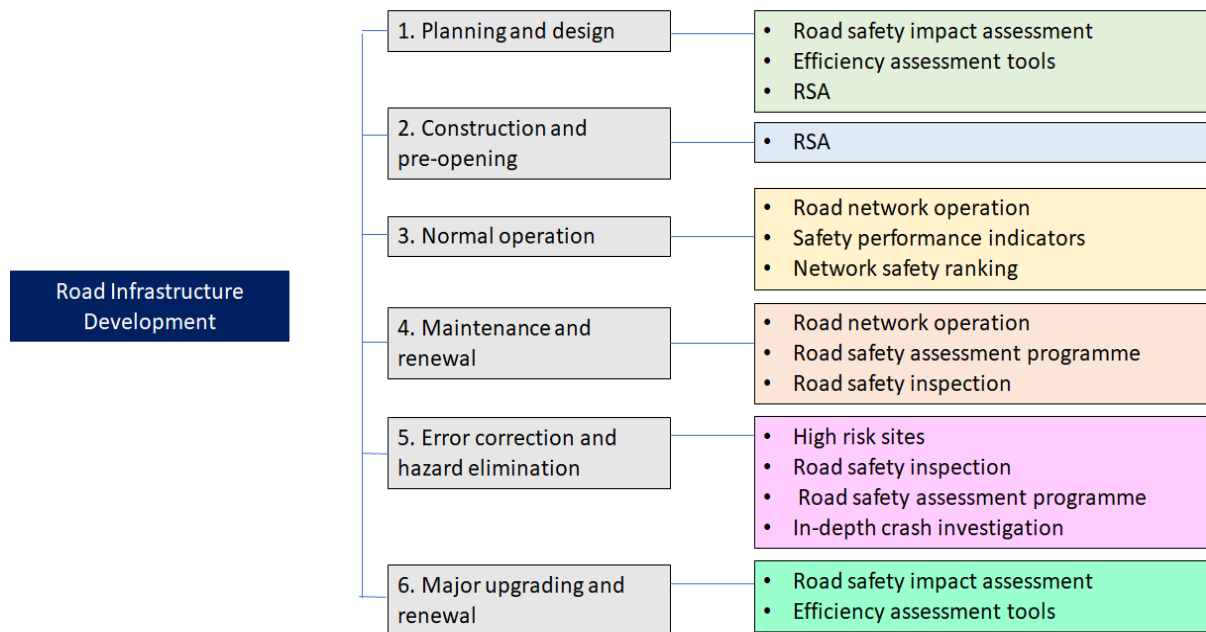 Road Infrastructure
Development
1. Planning and design
• Road safety impact assessment
• Efficiency assessment tools
• RSA
2. Construction and
pre-opening
• RSA
3. Normal operation
• Road network operation
• Safety performance indicators
• Network safety ranking
4. Maintenance and
renewal
• Road network operation
• Road safety assessment programme
• Road safety inspection
5. Error correction and
hazard elimination
• High risk sites
• Road safety inspection
• Road safety assessment programme
• In-depth crash investigation
6. Major upgrading and
renewal
• Road safety impact assessment
• Efficiency assessment tools